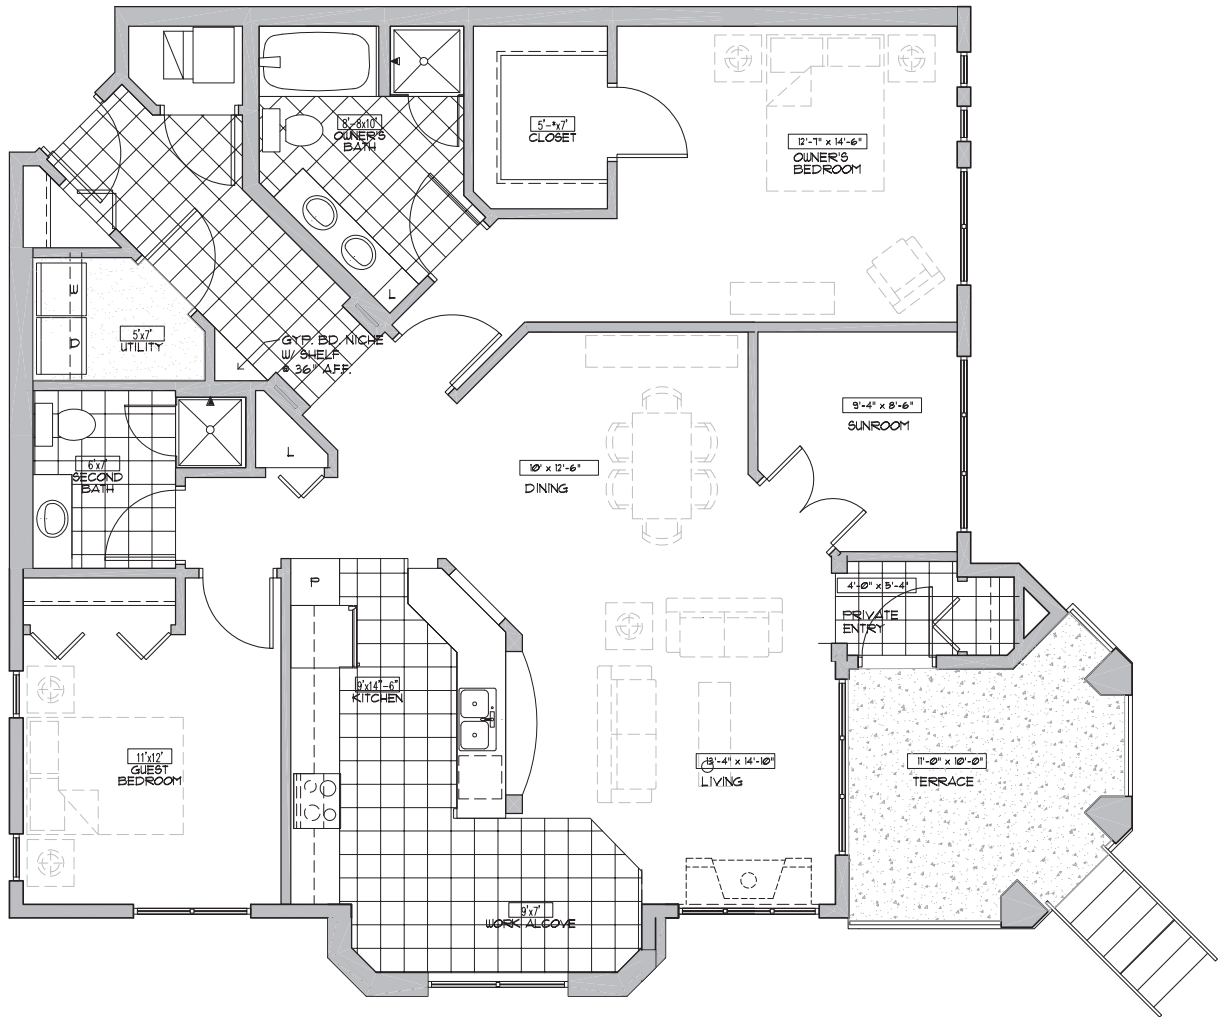 8'-8x10'
OWNER'S
BATH
5'-*x7'
CLOSET
12'-7" x 14'-6"
OWNER'S
BEDROOM
L
W
D
5'x7'
UTILITY
GYP. BD. NICHE
W/ SHELF
@ 36" A.F.F.
9'-4" x 8'-6"
SUNROOM
L
6'x7'
SECOND
BATH
10' x 12'-6"
DINING
P
4'-0" x 5'-4"
PRIVATE
ENTRY
9'x14'-6"
KITCHEN
11'x12'
GUEST
BEDROOM
13'-4" x 14'-10"
LIVING
11'-0" x 10'-0"
TERRACE
9'x7'
WORK ALCOVE